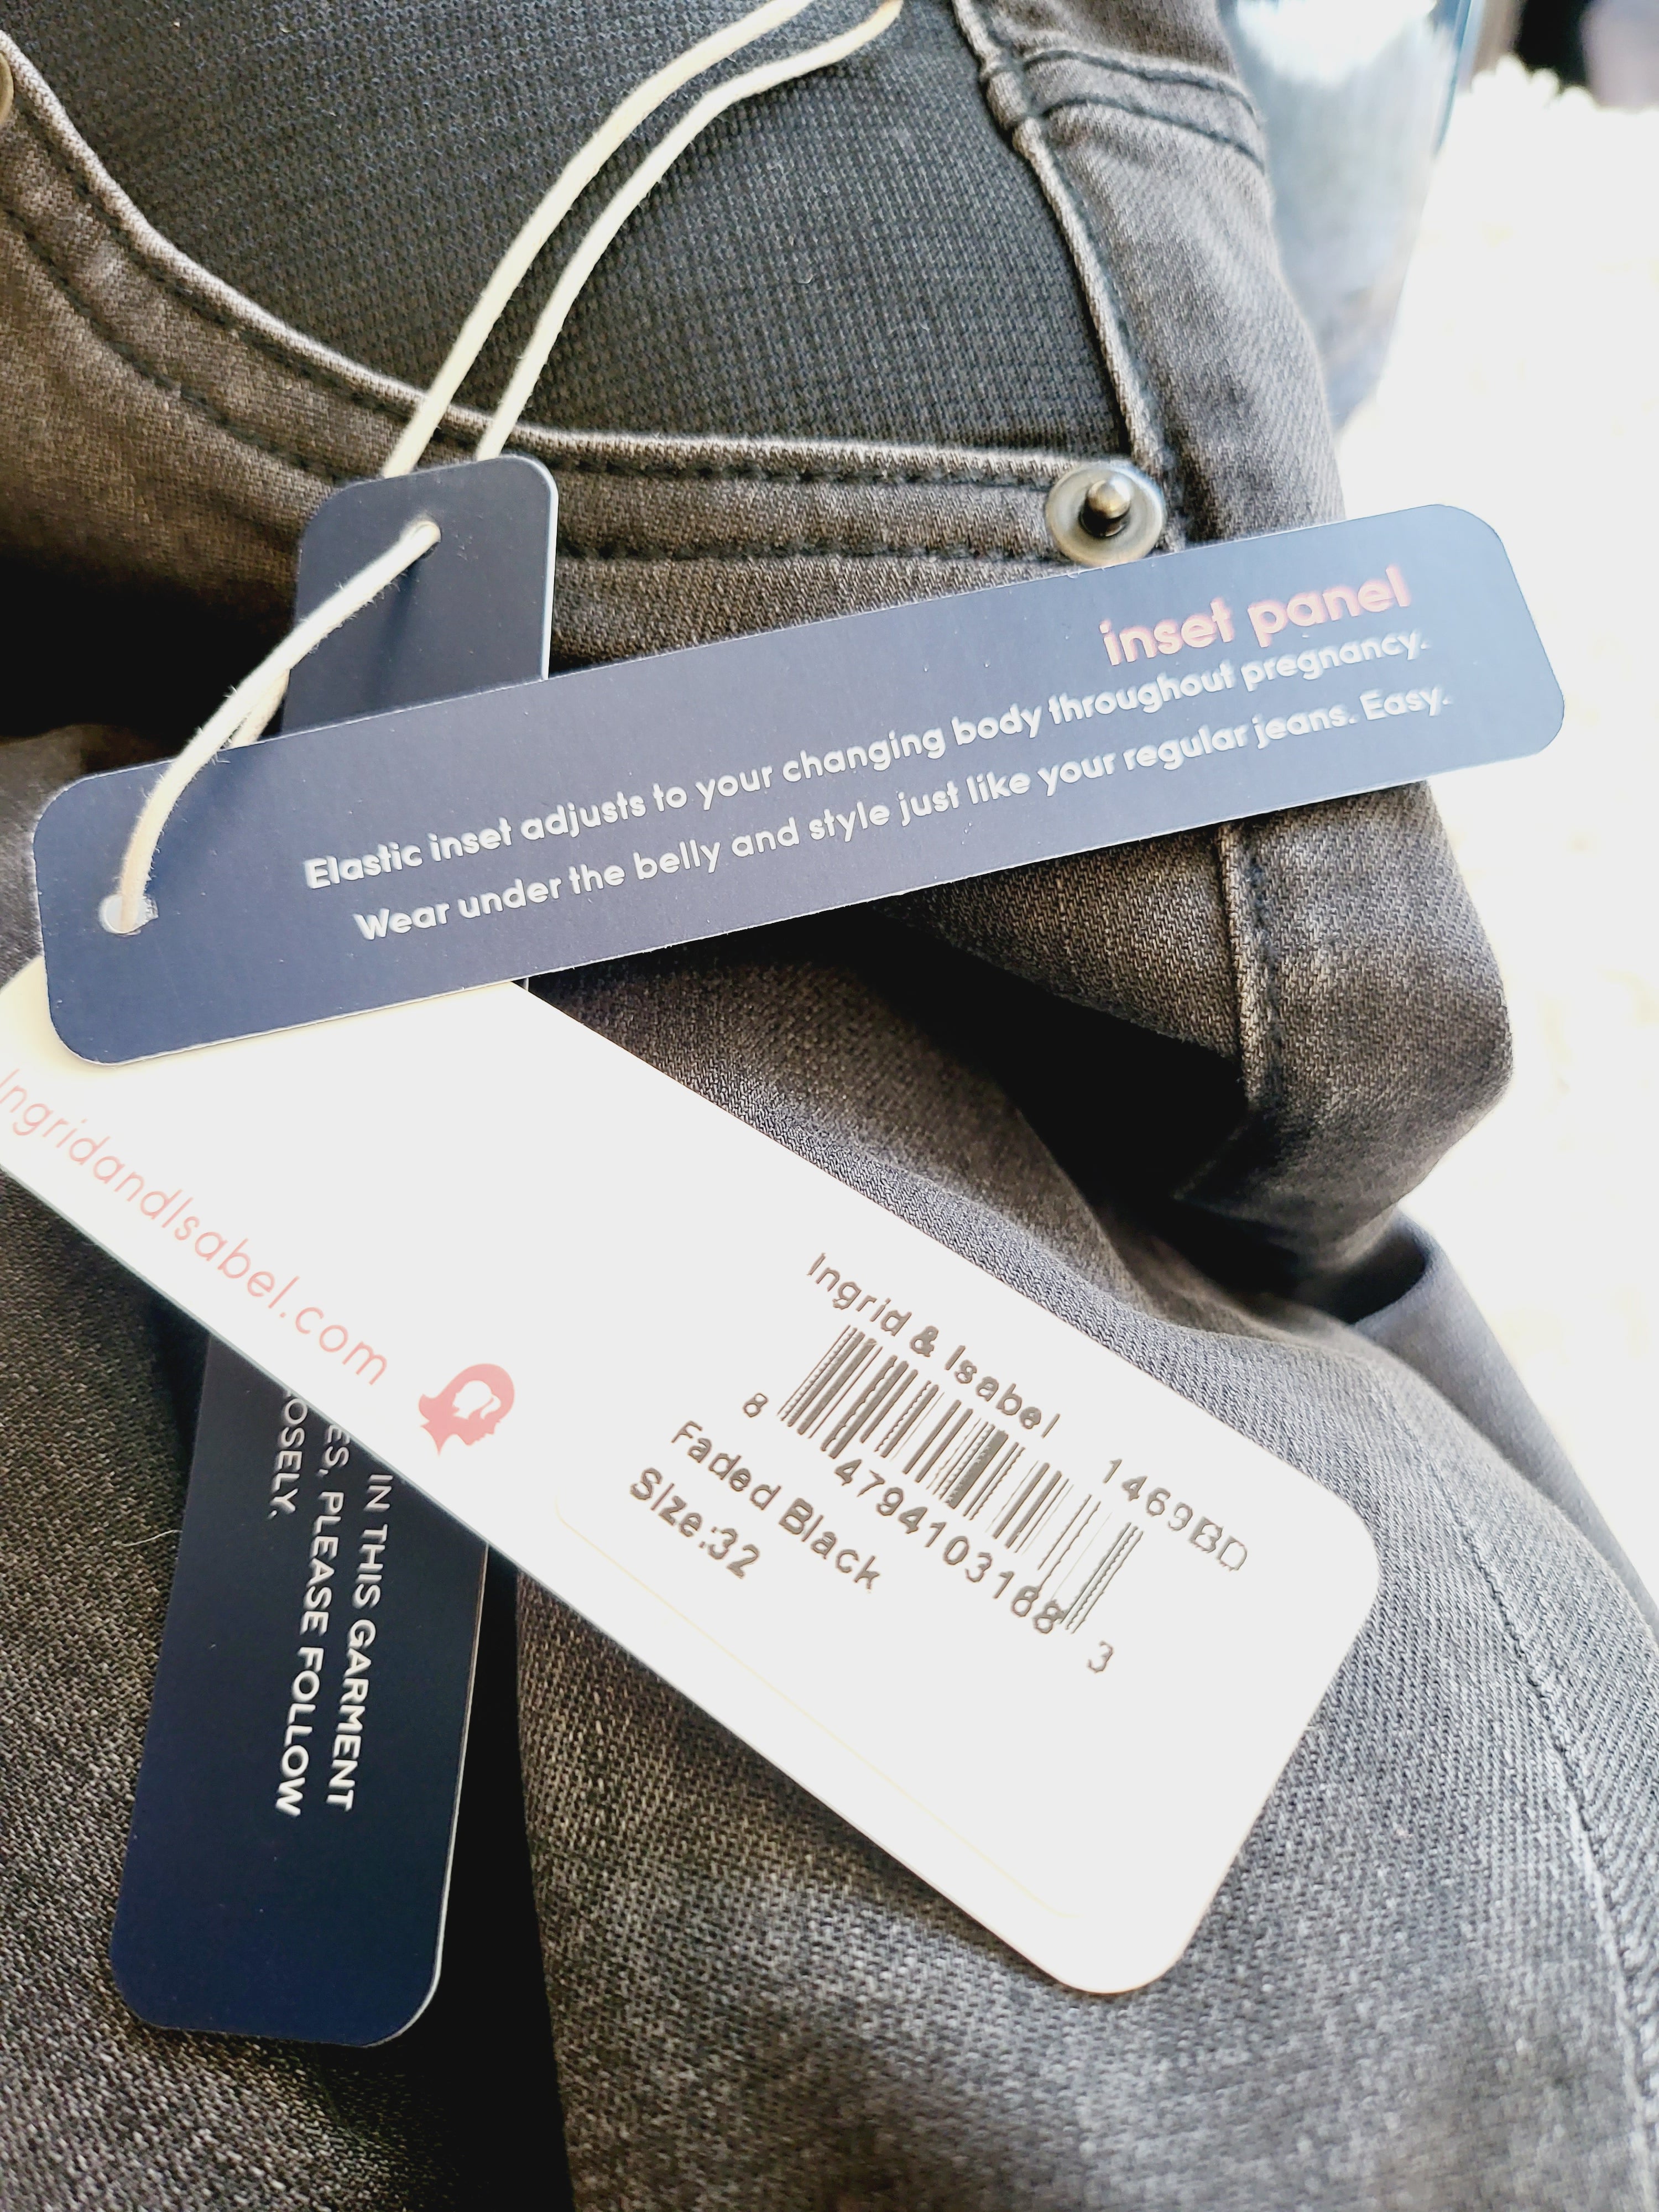 inset panel
Elastic inset adjusts to your changing body throughout pregnancy.
Wear under the belly and style just like your regular jeans. Easy.
IngridandIsabel.com
Ingrid & Isabel
1469BD
8 4794103168 3
Faded Black
Size:32
IN THIS GARMENT
ES, PLEASE FOLLOW
OSELY.